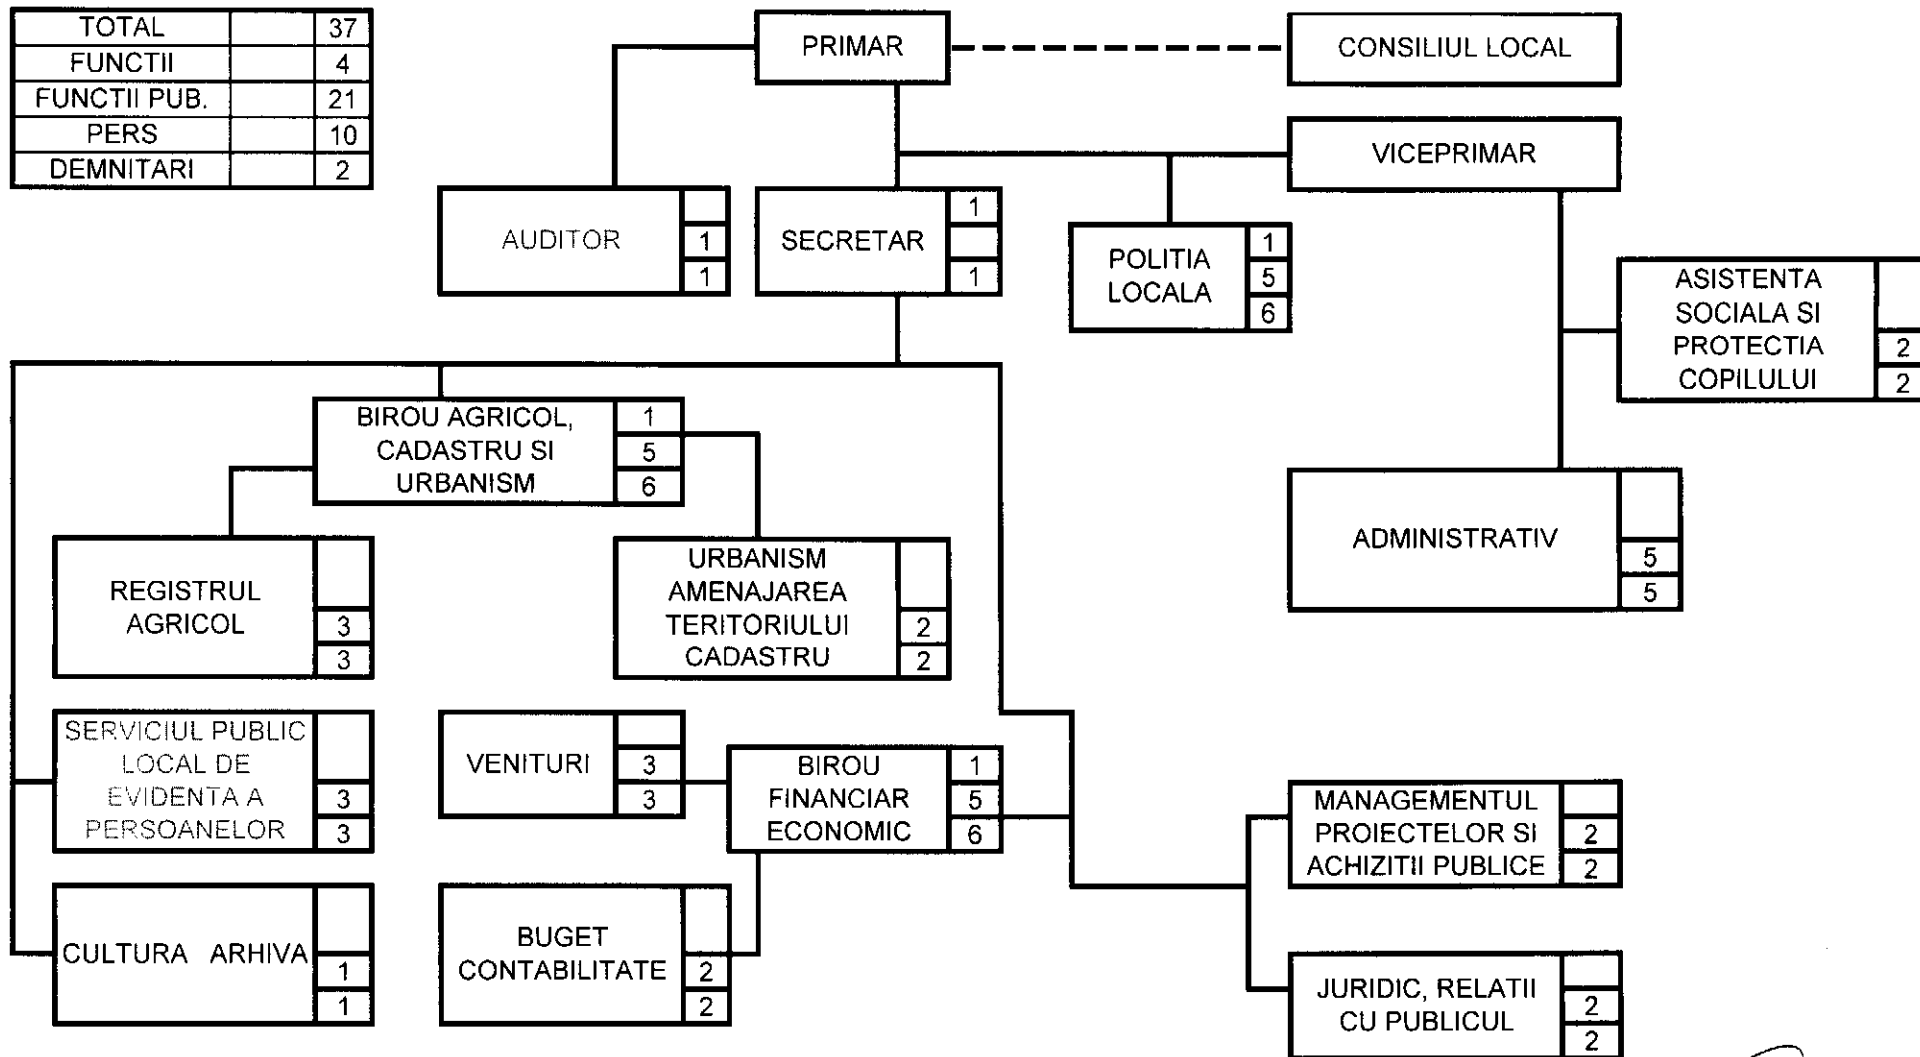 TOTAL 37
FUNCTII 4
FUNCTII PUB. 21
PERS 10
DEMNITARI 2
PRIMAR
CONSILIUL LOCAL
VICEPRIMAR
AUDITOR
1
1
SECRETAR
1
1
POLITIA
LOCALA
1
5
6
ASISTENTA
SOCIALA SI
PROTECTIA
COPILULUI
2
2
BIROU AGRICOL,
CADASTRU SI
URBANISM
1
5
6
ADMINISTRATIV
5
5
REGISTRUL
AGRICOL
3
3
URBANISM
AMENAJAREA
TERITORIULUI
CADASTRU
2
2
SERVICIUL PUBLIC
LOCAL DE
EVIDENTA A
PERSOANELOR
3
3
VENITURI
3
3
BIROU
FINANCIAR
ECONOMIC
1
5
6
MANAGEMENTUL
PROIECTELOR SI
ACHIZITII PUBLICE
2
2
CULTURA ARHIVA
1
1
BUGET
CONTABILITATE
2
2
JURIDIC, RELATII
CU PUBLICUL
2
2